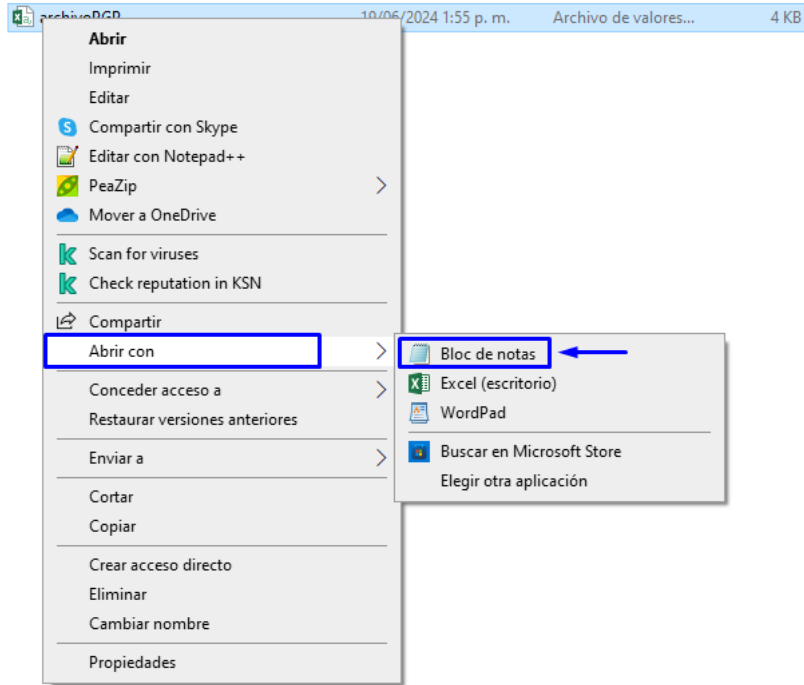 archivoPGP 19/06/2024 1:55 p. m. Archivo de valores... 4 KB
Abrir
Imprimir
Editar
Compartir con Skype
Editar con Notepad++
PeaZip
Mover a OneDrive
Scan for viruses
Check reputation in KSN
Compartir
Abrir con
Bloc de notas
Excel (escritorio)
WordPad
Buscar en Microsoft Store
Elegir otra aplicación
Conceder acceso a
Restaurar versiones anteriores
Enviar a
Cortar
Copiar
Crear acceso directo
Eliminar
Cambiar nombre
Propiedades